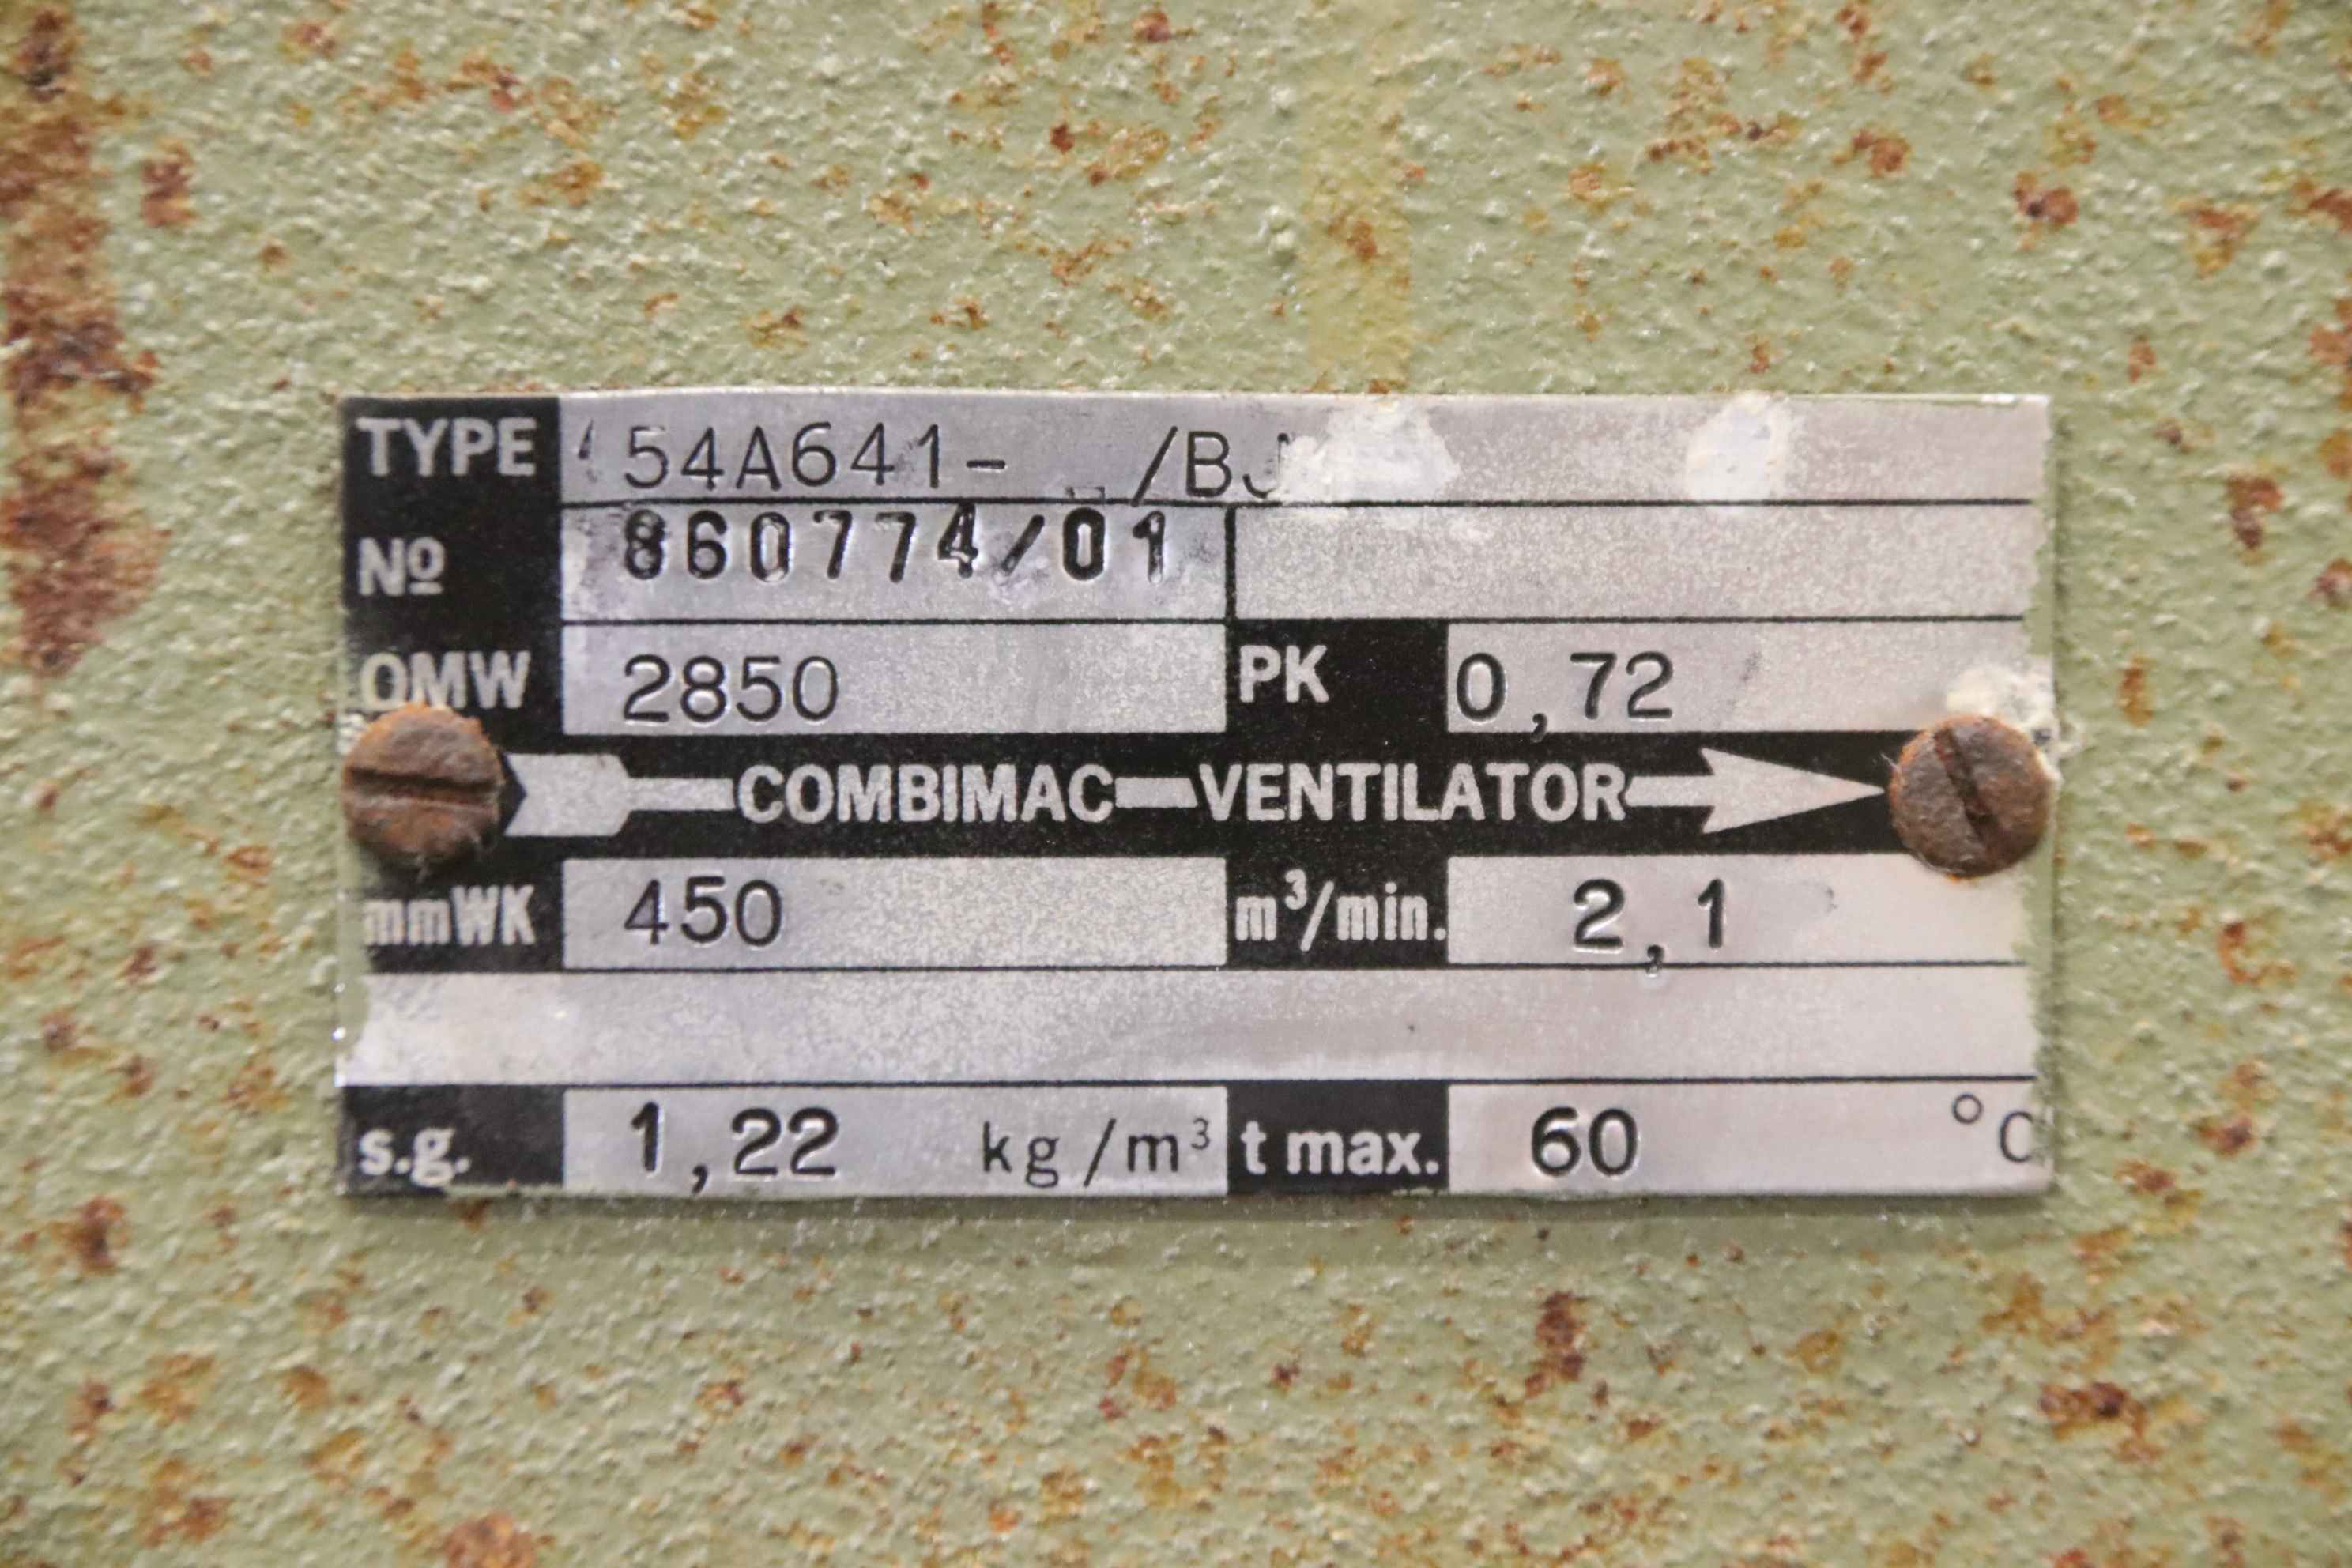 TYPE 54A641- /BJ
Nº 860774/01
OMW 2850 PK 0,72
COMBIMAC—VENTILATOR
mmWK 450 m³/min. 2,1
s.g. 1,22 kg/m³ t max. 60 °C